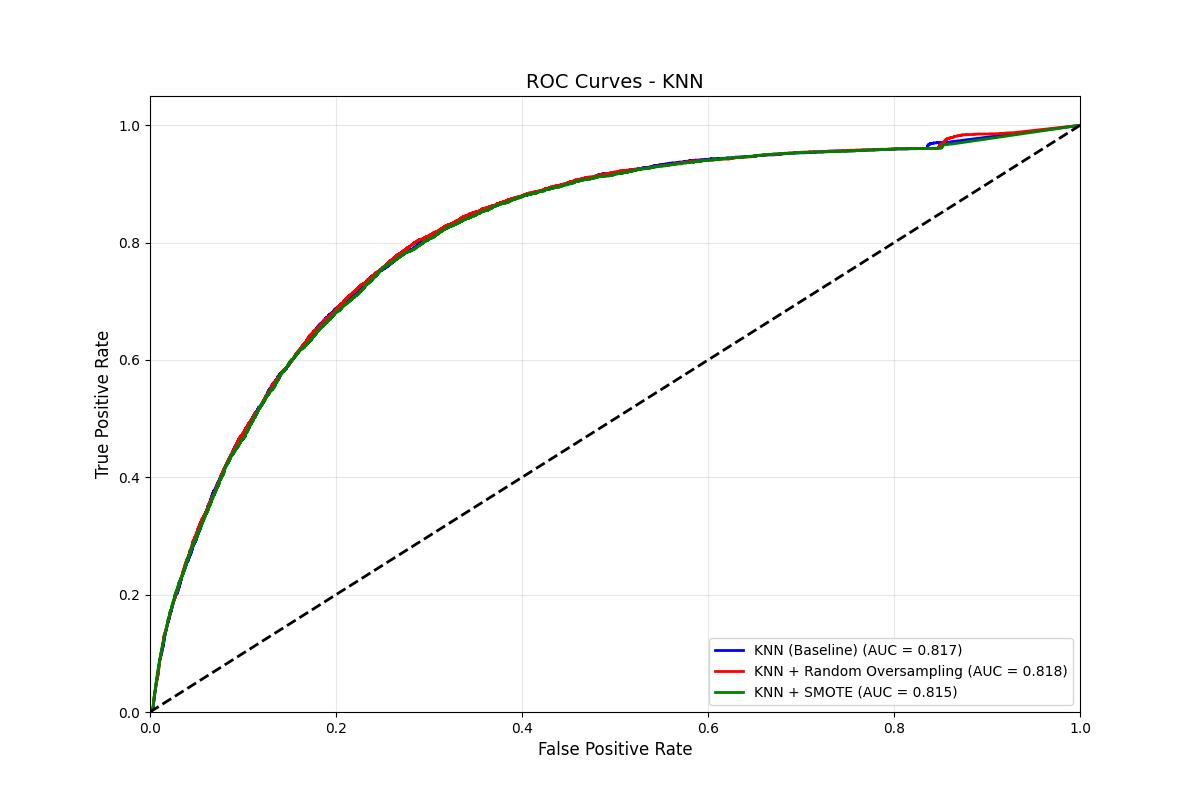 ROC Curves - KNN
True Positive Rate
1.0
0.8
0.6
0.4
0.2
0.0
0.0 0.2 0.4 0.6 0.8 1.0
False Positive Rate
KNN (Baseline) (AUC = 0.817)
KNN + Random Oversampling (AUC = 0.818)
KNN + SMOTE (AUC = 0.815)